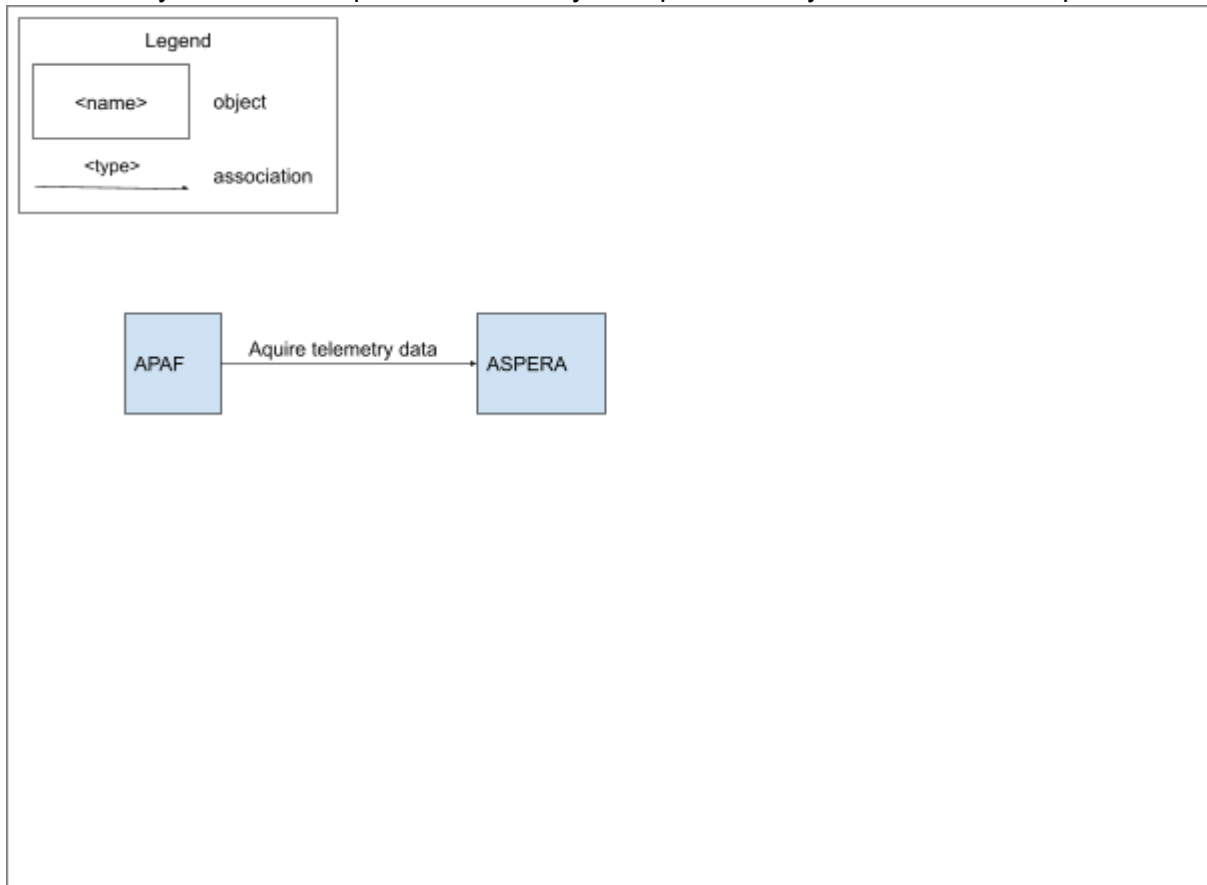 Legend
<name>
object
<type>
association
APAF
Aquire telemetry data
ASPERA